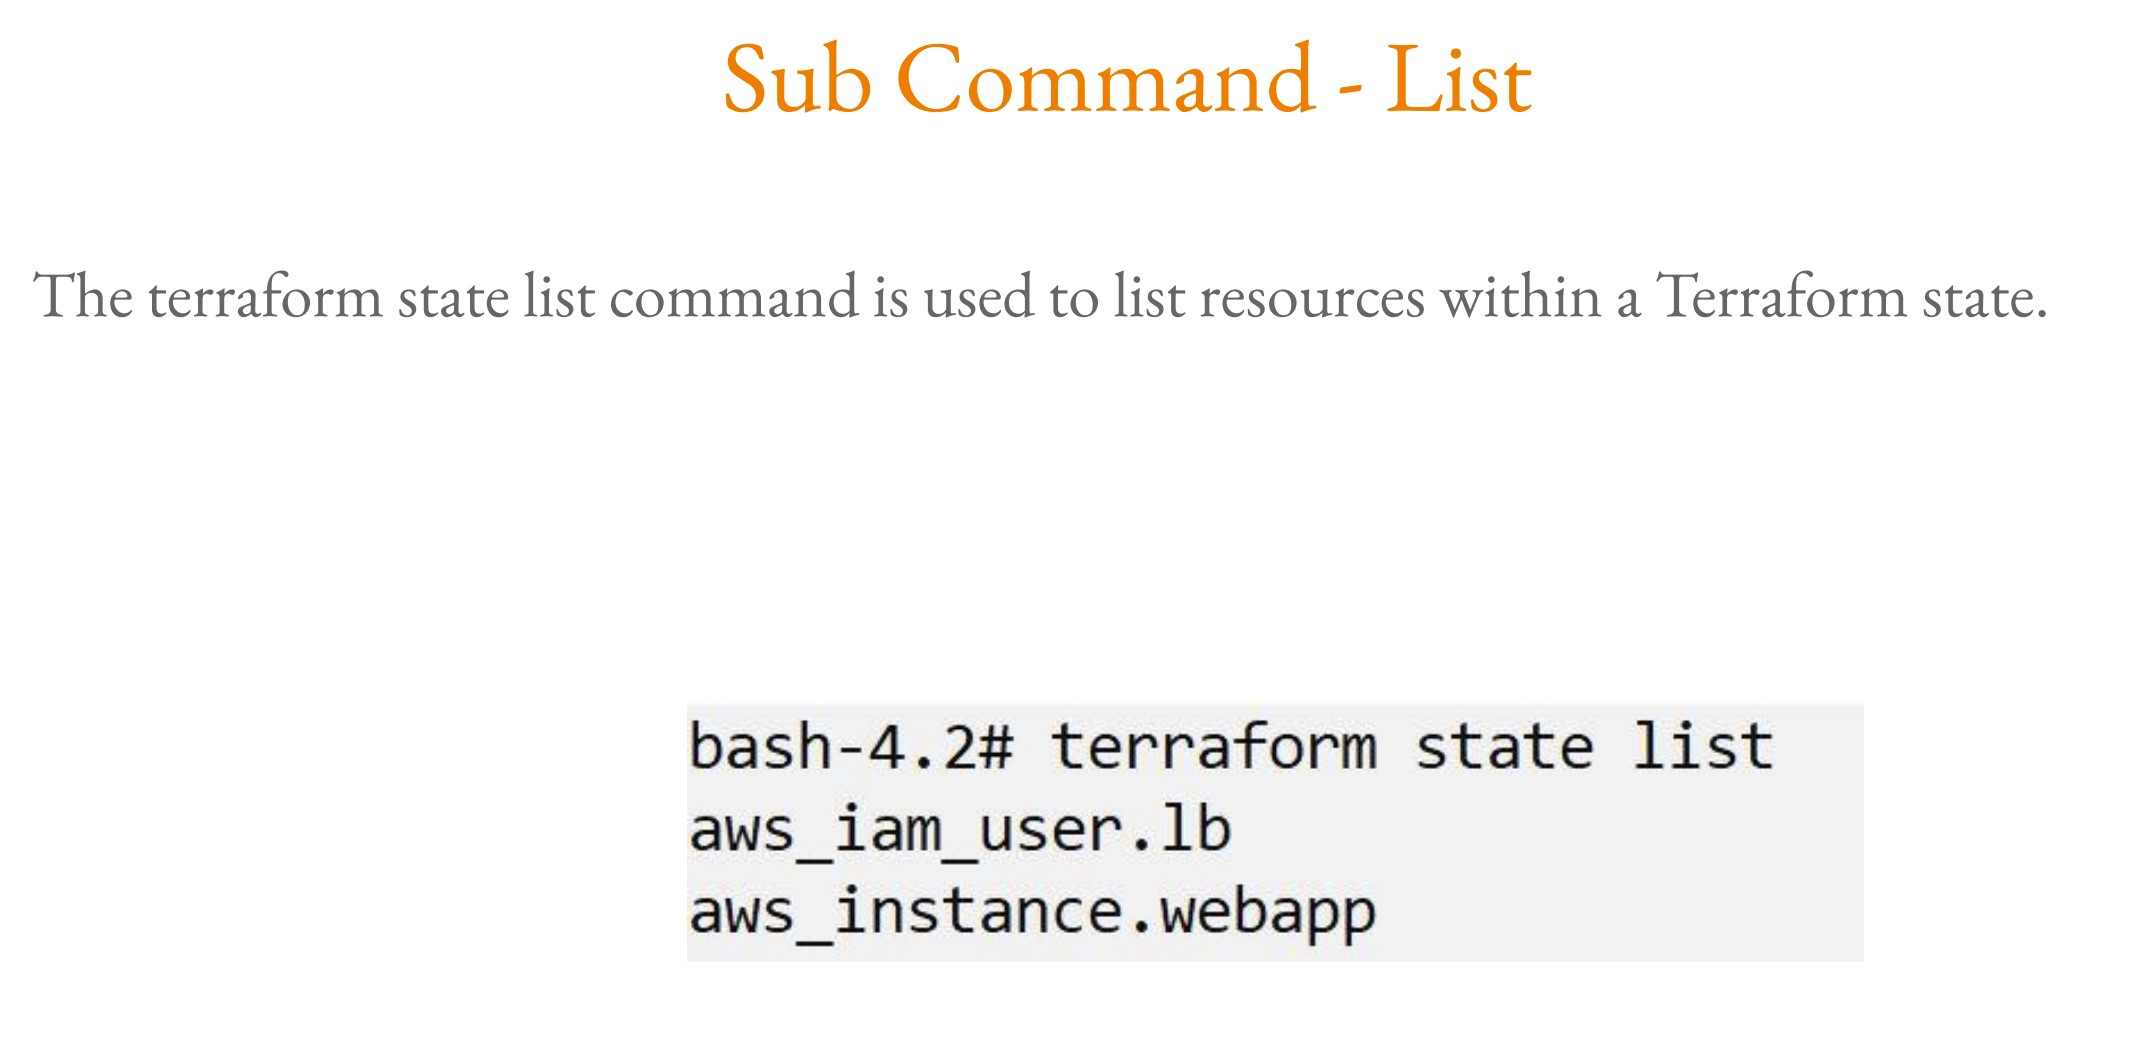 Sub Command - List
The terraform state list command is used to list resources within a Terraform state.
bash-4.2# terraform state list
aws_iam_user.lb
aws_instance.webapp